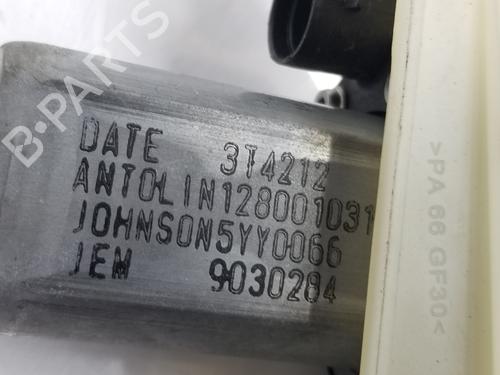 DATE 3T4212
ANTOLIN128001031
JOHNSON5YY0066
JEM 9030284
>PA 66 GF30<
B-PARTS